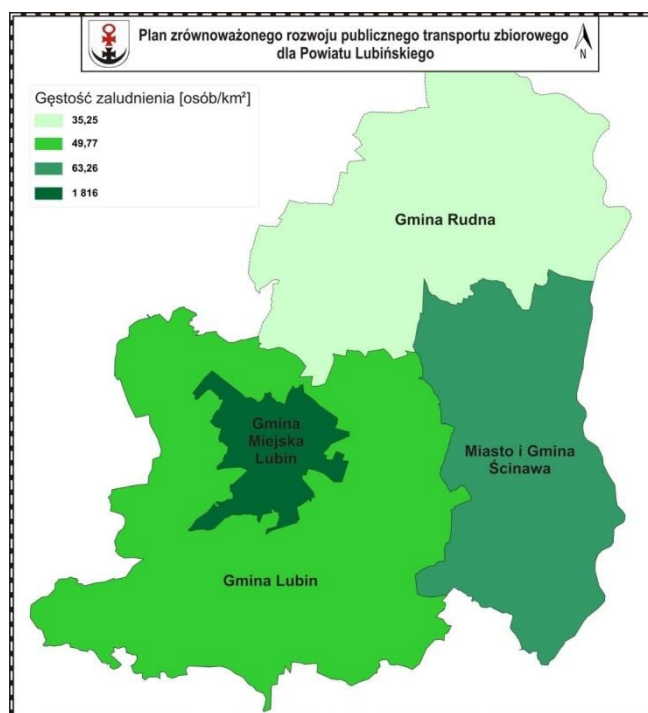 Plan zrównoważonego rozwoju publicznego transportu zbiorowego
dla Powiatu Lubińskiego
N
Gęstość zaludnienia [osób/km²]
35,25
49,77
63,26
1 816
Gmina Rudna
Gmina
Miejska
Lubin
Miasto i Gmina
Ścinawa
Gmina Lubin